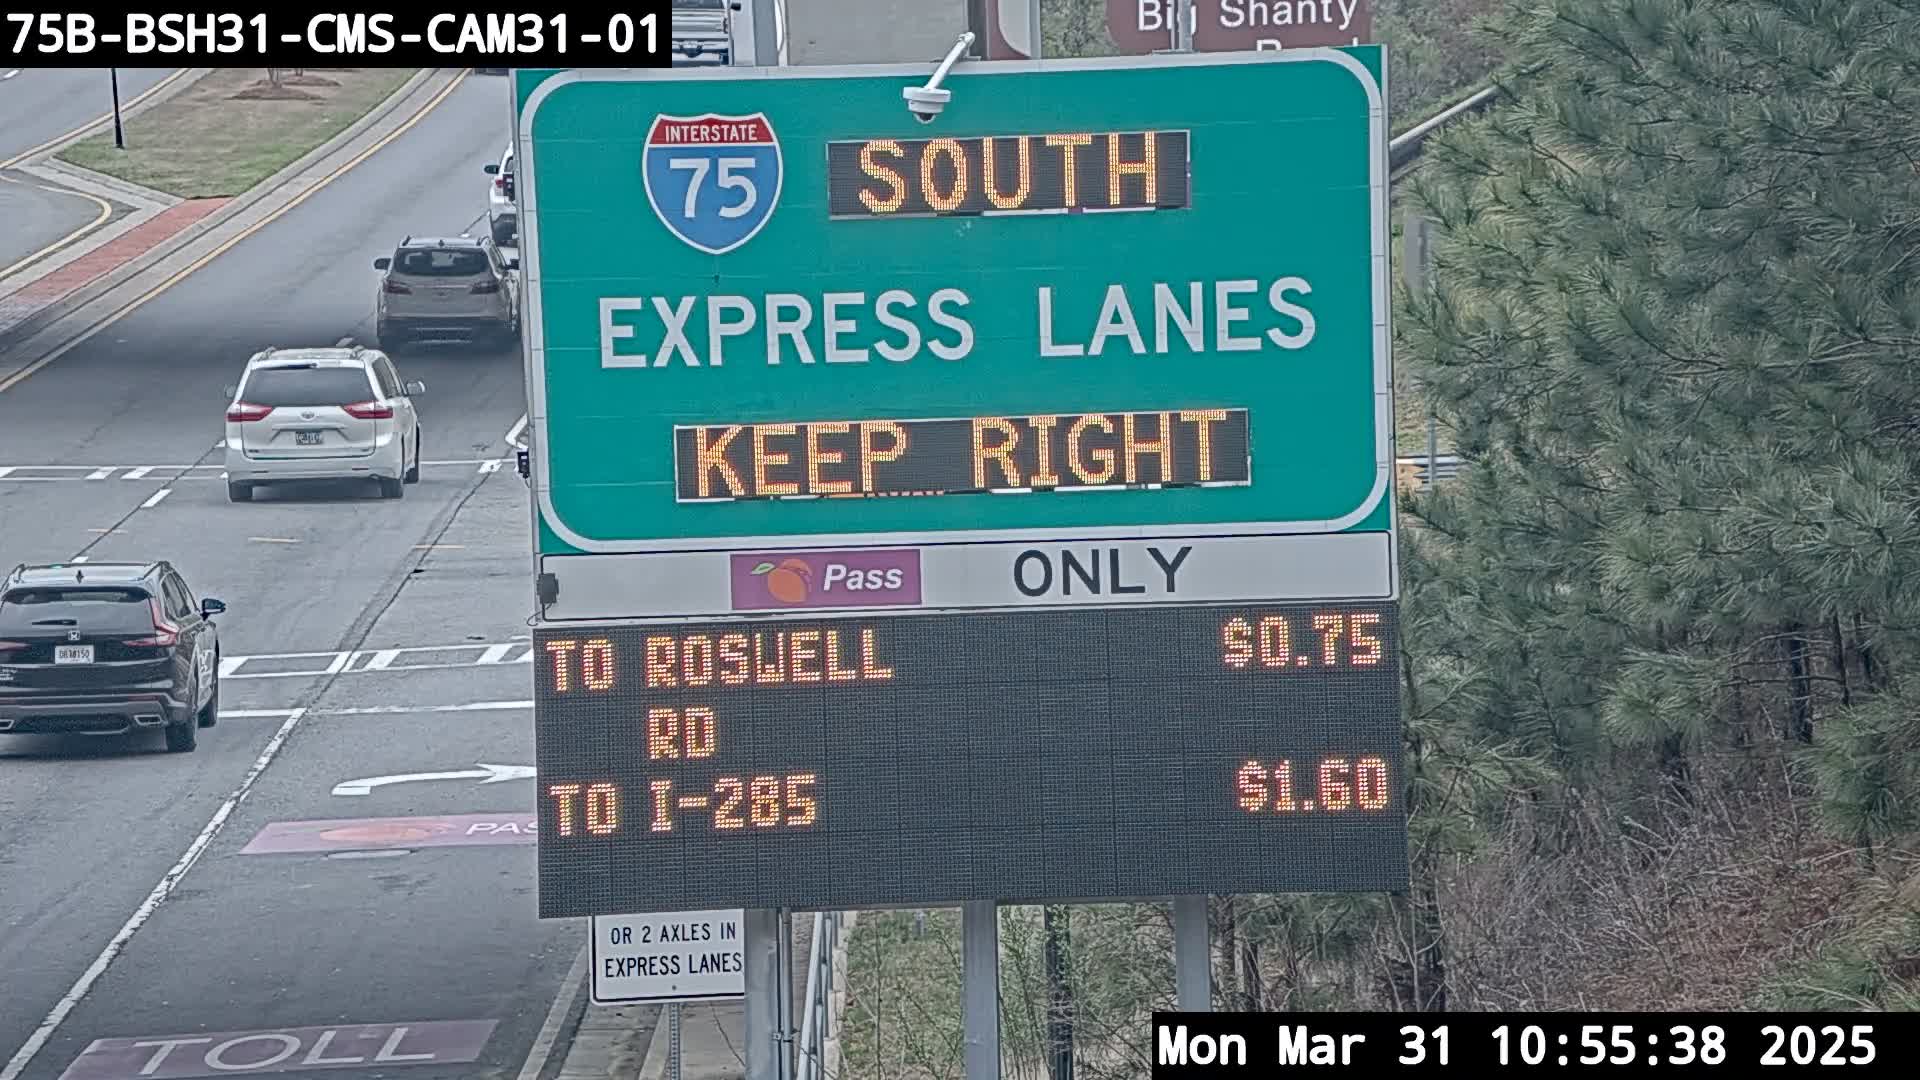 75B-BSH31-CMS-CAM31-01
Big Shanty
INTERSTATE
75
SOUTH
EXPRESS LANES
KEEP RIGHT
Pass ONLY
TO ROSWELL $0.75
RD
TO I-285 $1.60
OR 2 AXLES IN
EXPRESS LANES
TOLL
Mon Mar 31 10:55:38 2025